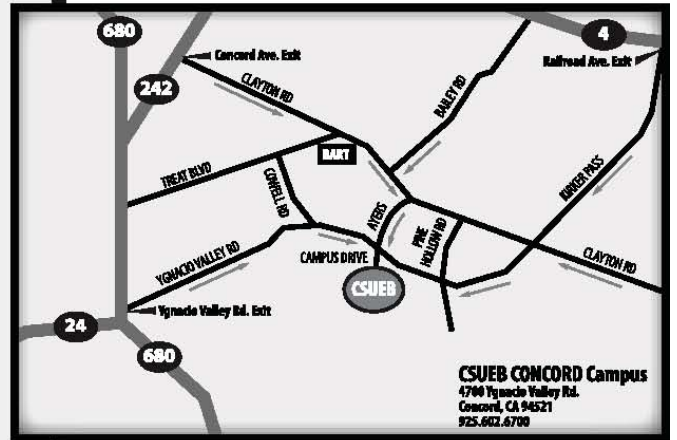 680
Concord Ave. Exit
4
Railroad Ave. Exit
242
CLAYTON RD
BAILEY RD
BART
TREAT BLVD
COWELL RD
KIRKER PASS
AYERS
PINE
HOLLOW RD
YGNACIO VALLEY RD
CAMPUS DRIVE
CLAYTON RD
CSUEB
Ygnacio Valley Rd. Exit
24
680
CSUEB CONCORD Campus
4700 Ygnacio Valley Rd.
Concord, CA 94521
925.602.6700